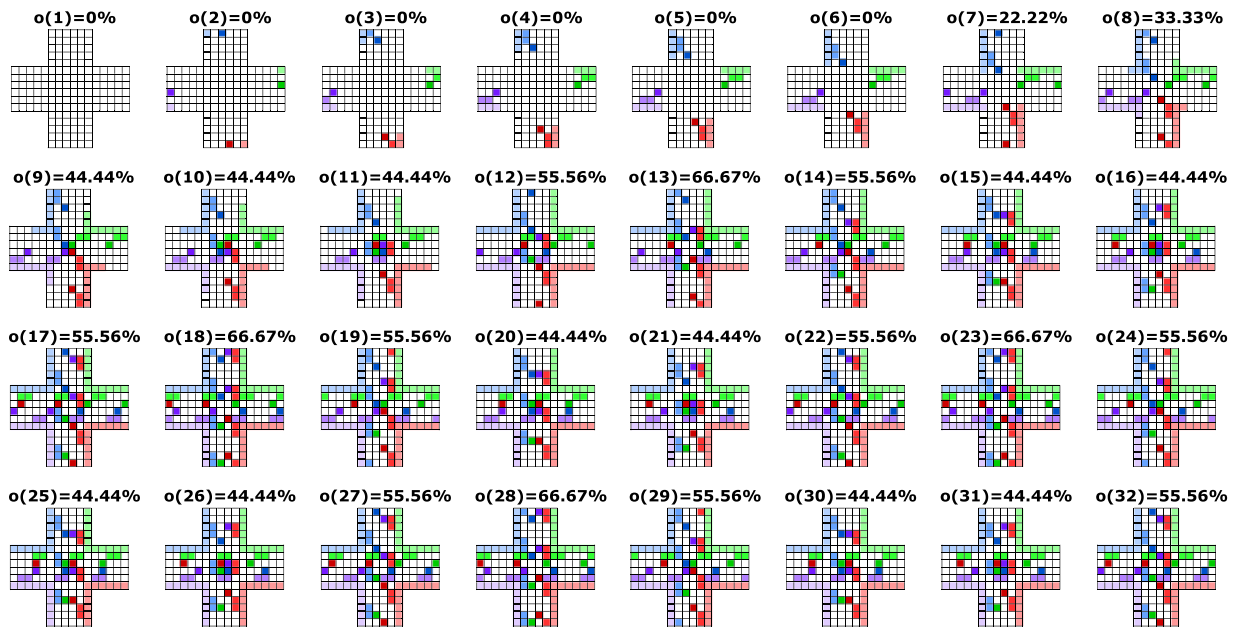 o(1)=0% o(2)=0% o(3)=0% o(4)=0% o(5)=0% o(6)=0% o(7)=22.22% o(8)=33.33%
o(9)=44.44% o(10)=44.44% o(11)=44.44% o(12)=55.56% o(13)=66.67% o(14)=55.56% o(15)=44.44% o(16)=44.44%
o(17)=55.56% o(18)=66.67% o(19)=55.56% o(20)=44.44% o(21)=44.44% o(22)=55.56% o(23)=66.67% o(24)=55.56%
o(25)=44.44% o(26)=44.44% o(27)=55.56% o(28)=66.67% o(29)=55.56% o(30)=44.44% o(31)=44.44% o(32)=55.56%